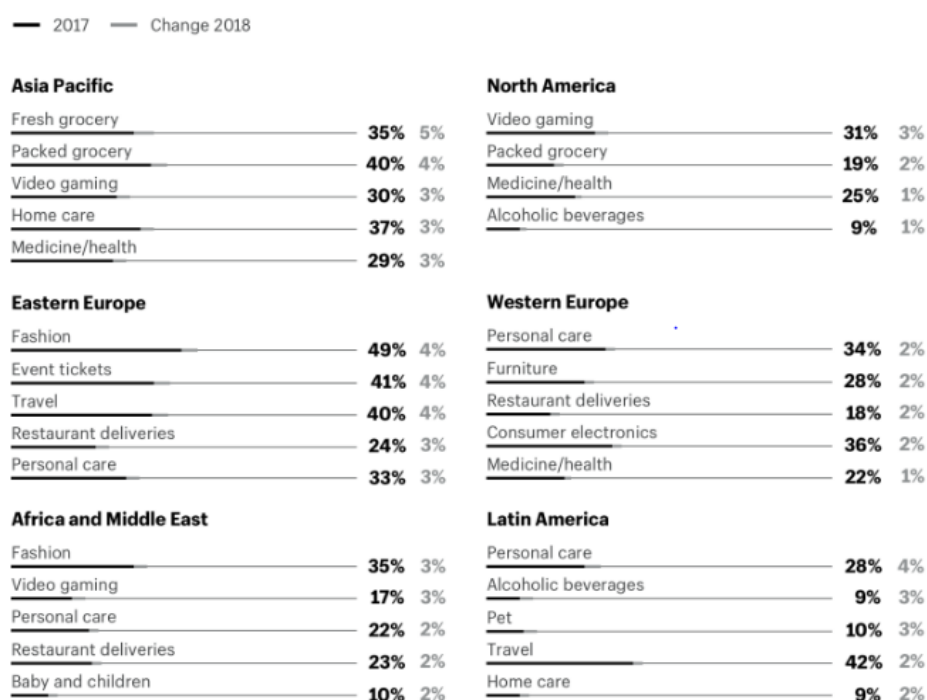 2017 Change 2018
Asia Pacific
Fresh grocery
35% 5%
Packed grocery
40% 4%
Video gaming
30% 3%
Home care
37% 3%
Medicine/health
29% 3%
North America
Video gaming
31% 3%
Packed grocery
19% 2%
Medicine/health
25% 1%
Alcoholic beverages
9% 1%
Eastern Europe
Fashion
49% 4%
Event tickets
41% 4%
Travel
40% 4%
Restaurant deliveries
24% 3%
Personal care
33% 3%
Western Europe
Personal care
34% 2%
Furniture
28% 2%
Restaurant deliveries
18% 2%
Consumer electronics
36% 2%
Medicine/health
22% 1%
Africa and Middle East
Fashion
35% 3%
Video gaming
17% 3%
Personal care
22% 2%
Restaurant deliveries
23% 2%
Baby and children
10% 2%
Latin America
Personal care
28% 4%
Alcoholic beverages
9% 3%
Pet
10% 3%
Travel
42% 2%
Home care
9% 2%